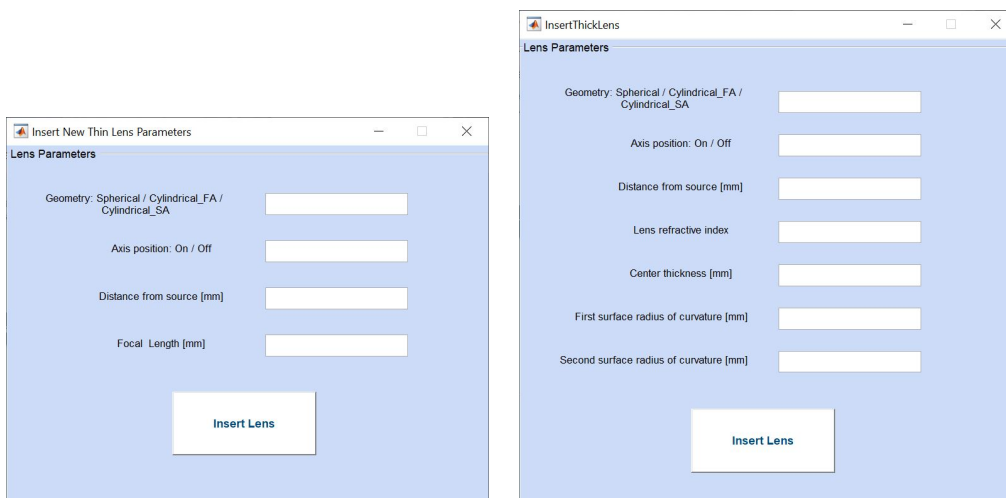 Insert New Thin Lens Parameters
Lens Parameters
Geometry: Spherical / Cylindrical_FA /
Cylindrical_SA
Axis position: On / Off
Distance from source [mm]
Focal Length [mm]
Insert Lens
InsertThickLens
Lens Parameters
Geometry: Spherical / Cylindrical_FA /
Cylindrical_SA
Axis position: On / Off
Distance from source [mm]
Lens refractive index
Center thickness [mm]
First surface radius of curvature [mm]
Second surface radius of curvature [mm]
Insert Lens